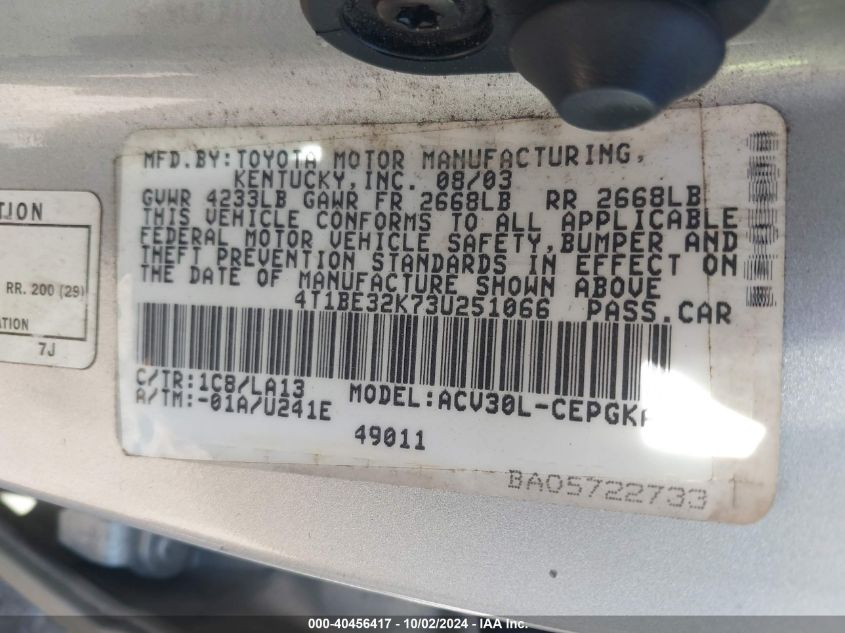 MFD.BY:TOYOTA MOTOR MANUFACTURING,
KENTUCKY,INC. 08/03
GVWR 4233LB GAWR FR 2668LB RR 2668LB
THIS VEHICLE CONFORMS TO ALL APPLICABLE
FEDERAL MOTOR VEHICLE SAFETY,BUMPER AND
THEFT PREVENTION STANDARDS IN EFFECT ON
THE DATE OF MANUFACTURE SHOWN ABOVE
4T1BE32K73U251066 PASS.CAR
C/TR:1C8/LA13 MODEL:ACV30L-CEPGKA
A/TM:-01A/U241E
49011
BA05722733
TION
RR. 200 (29)
ATION
7J
000-40456417 - 10/02/2024 - IAA Inc.